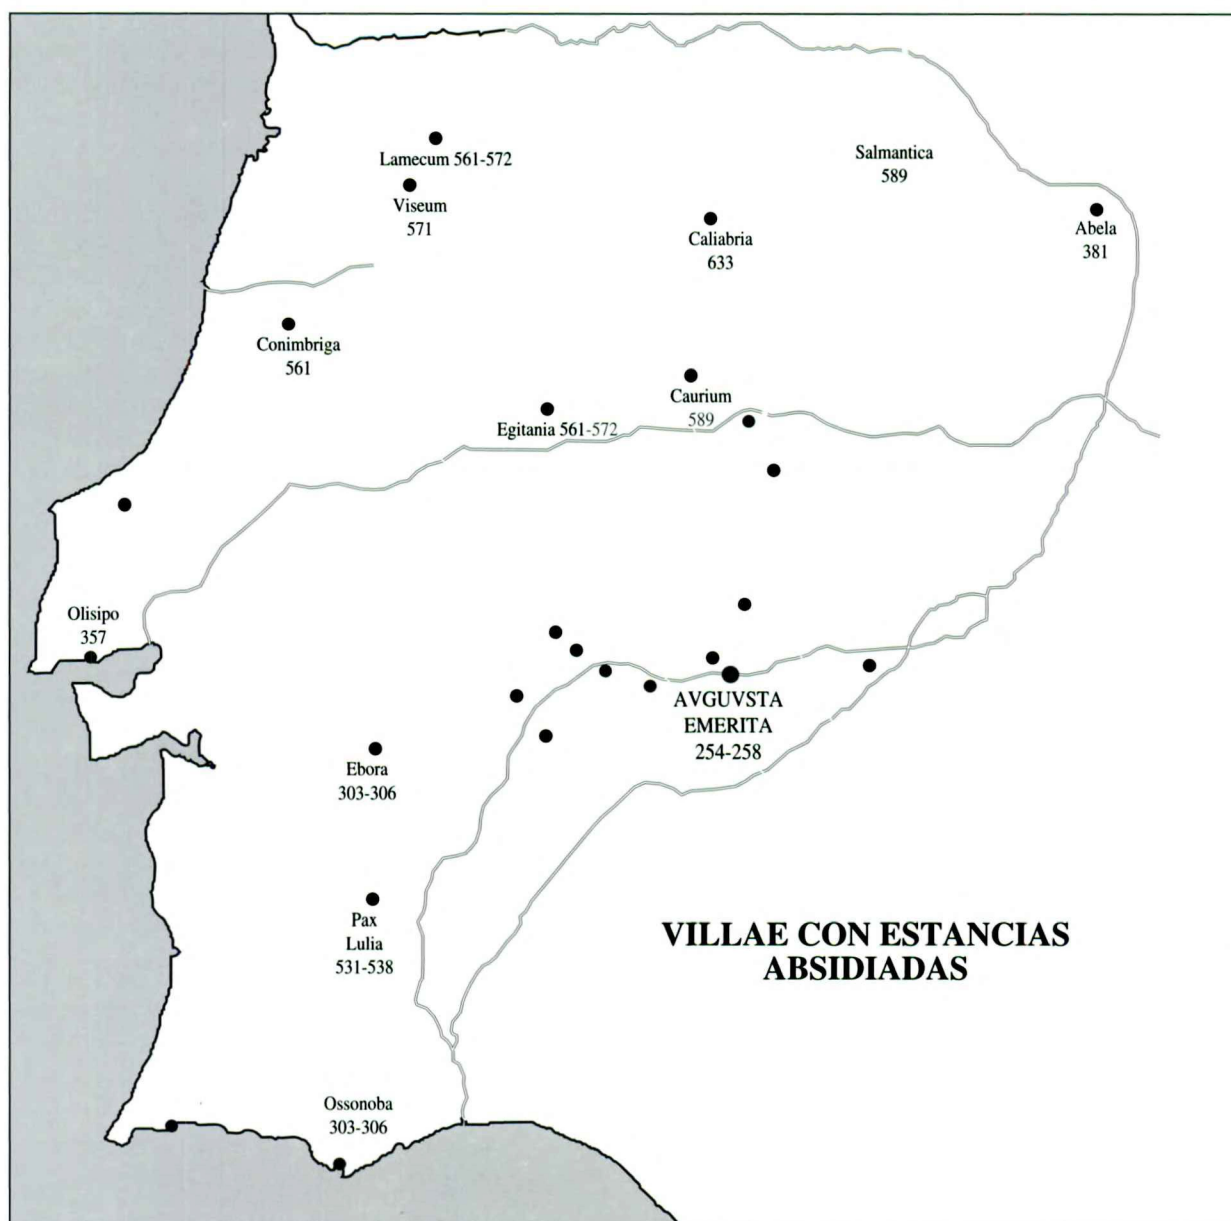 Lamecum 561-572
Salmantica
589
Viseum
571
Abela
381
Caliabria
633
Conimbriga
561
Caurium
589
Egitania 561-572
Olisipo
357
AVGUVSTA
EMERITA
254-258
Ebora
303-306
Pax
Lulia
531-538
VILLAE CON ESTANCIAS
ABSIDIADAS
Ossonoba
303-306